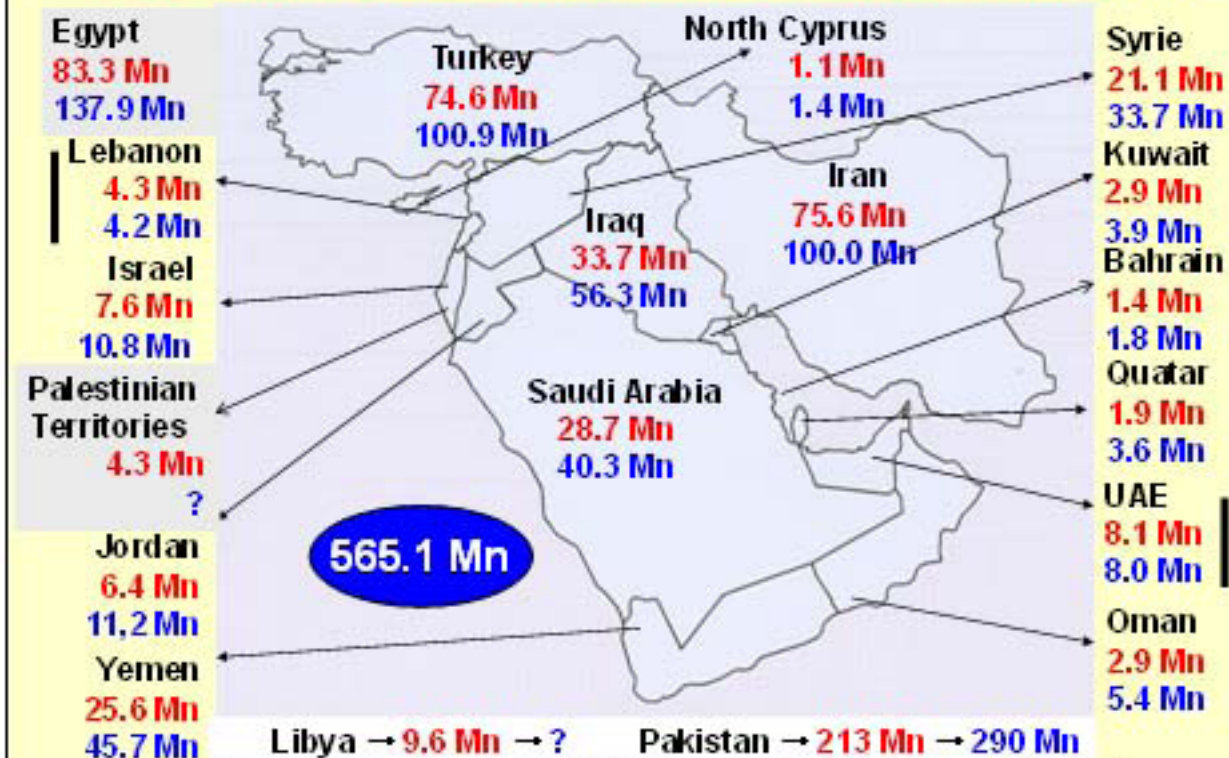 Egypt
83.3 Mn
137.9 Mn
Lebanon
4.3 Mn
4.2 Mn
Israel
7.6 Mn
10.8 Mn
Palestinian
Territories
4.3 Mn
?
Jordan
6.4 Mn
11,2 Mn
Yemen
25.6 Mn
45.7 Mn
Turkey
74.6 Mn
100.9 Mn
North Cyprus
1.1 Mn
1.4 Mn
Iraq
33.7 Mn
56.3 Mn
Iran
75.6 Mn
100.0 Mn
Saudi Arabia
28.7 Mn
40.3 Mn
565.1 Mn
Syrie
21.1 Mn
33.7 Mn
Kuwait
2.9 Mn
3.9 Mn
Bahrain
1.4 Mn
1.8 Mn
Quatar
1.9 Mn
3.6 Mn
UAE
8.1 Mn
8.0 Mn
Oman
2.9 Mn
5.4 Mn
Libya → 9.6 Mn → ? Pakistan → 213 Mn → 290 Mn